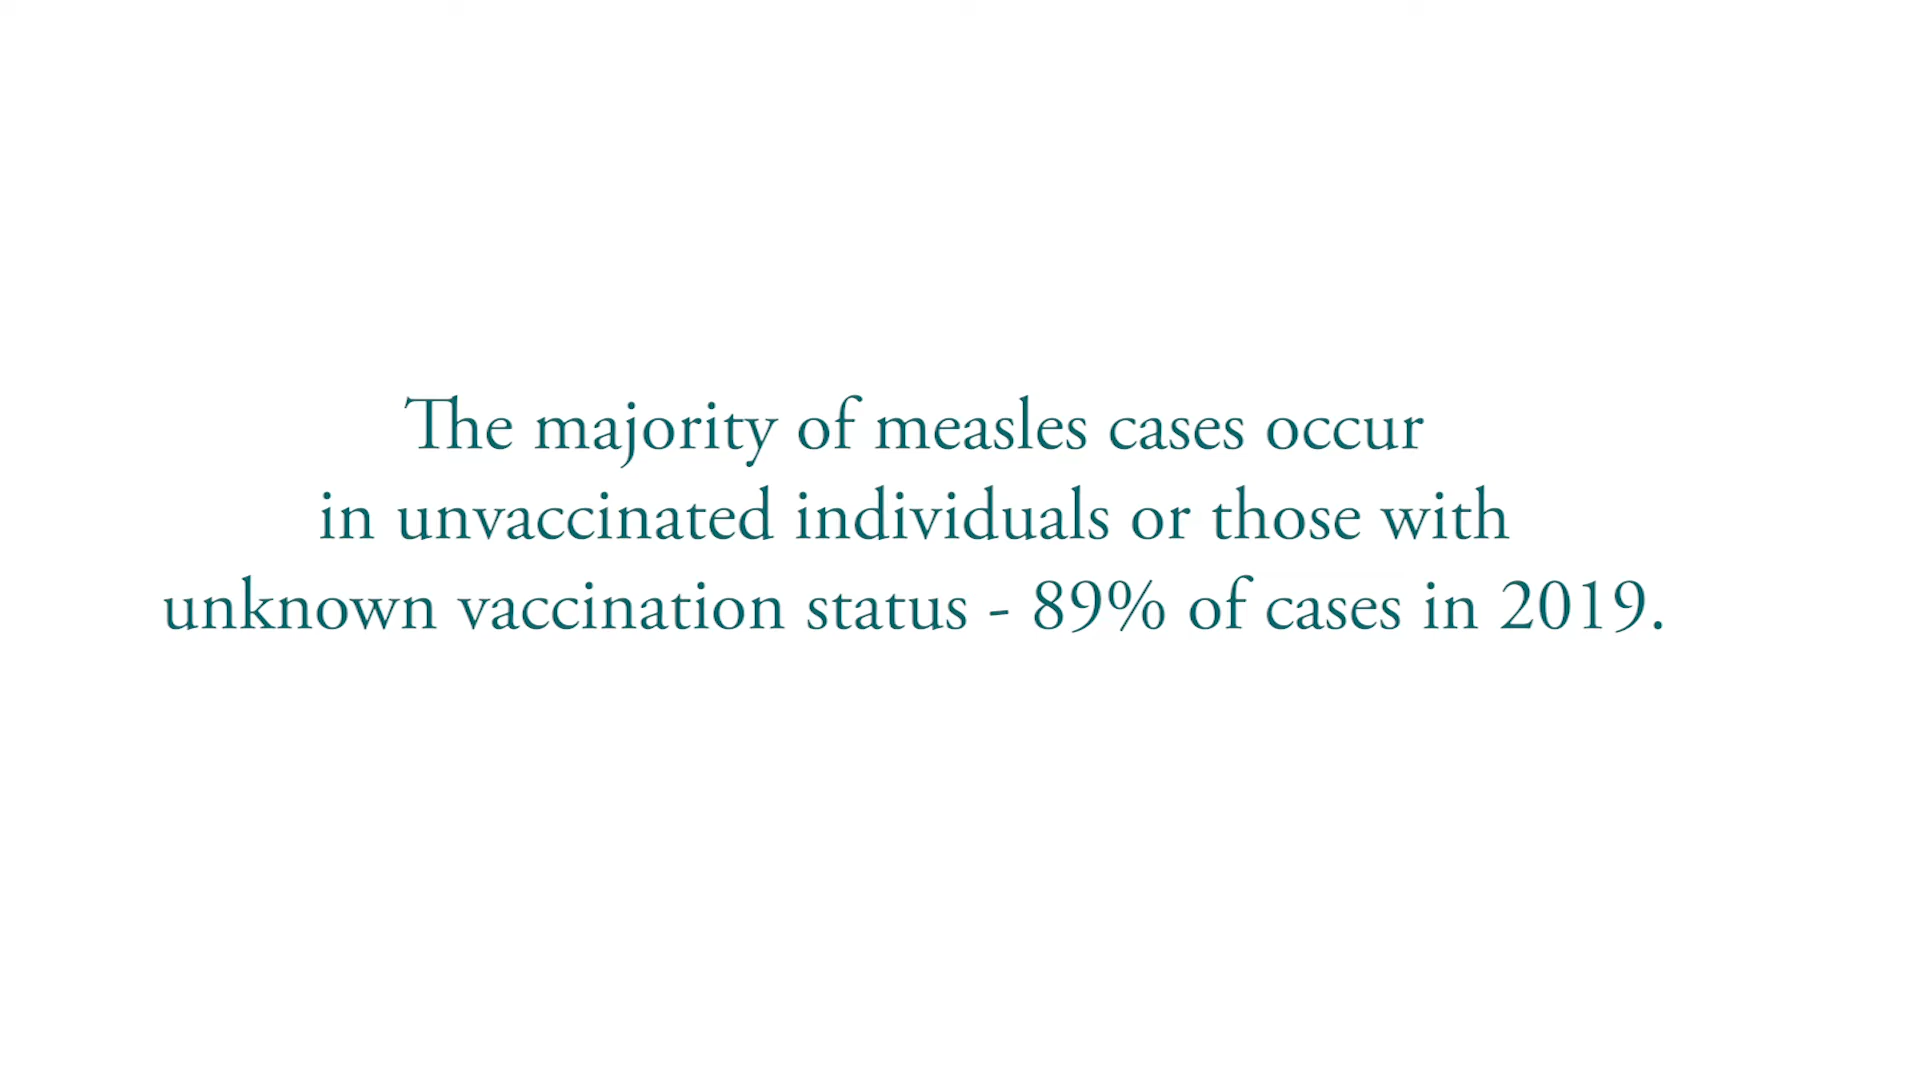 The majority of measles cases occur
in unvaccinated individuals or those with
unknown vaccination status - 89% of cases in 2019.